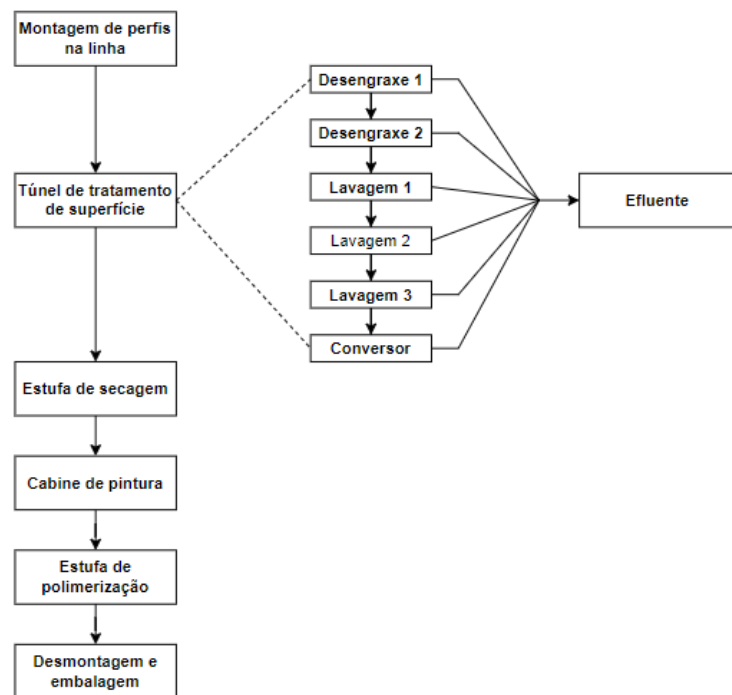 Montagem de perfis
na linha
Túnel de tratamento
de superfície
Estufa de secagem
Cabine de pintura
Estufa de
polimerização
Desmontagem e
embalagem
Desengraxe 1
Desengraxe 2
Lavagem 1
Lavagem 2
Lavagem 3
Conversor
Efluente